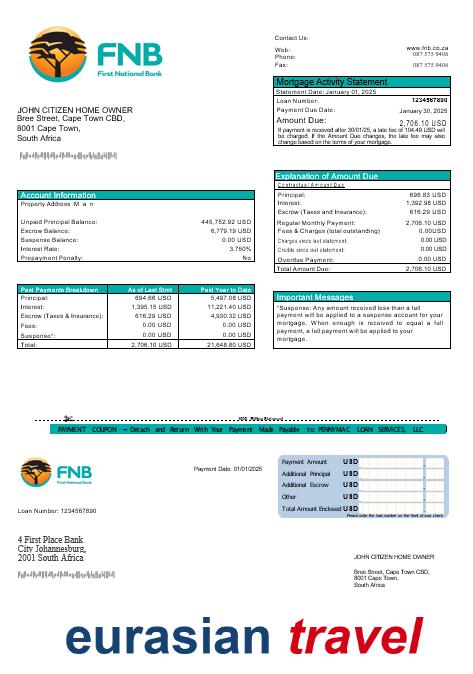 FNB
First National Bank
Contact Us:
Web: www.fnb.co.za
Phone: 087 575 9406
Fax: 087 575 9406
Mortgage Activity Statement
Statement Date: January 01, 2025
Loan Number: 1234567890
Payment Due Date: January 30, 2025
Amount Due: 2,706.10 USD
If payment is received after 30/01/25, a late fee of 104.49 USD will
be charged. If the Amount Due changes, the late fee may also
change based on the terms of your mortgage.
JOHN CITIZEN HOME OWNER
Bree Street, Cape Town CBD,
8001 Cape Town,
South Africa
Explanation of Amount Due
Contractual Amount Due
Principal: 696.83 USD
Interest: 1,392.98 USD
Escrow (Taxes and Insurance): 616.29 USD
Regular Monthly Payment: 2,706.10 USD
Fees & Charges (total outstanding) 0.00USD
Charges since last statement: 0.00 USD
Credits since last statement: 0.00 USD
Overdue Payment: 0.00 USD
Total Amount Due: 2,706.10 USD
Account Information
Property Address :M a n
Unpaid Principal Balance: 445,752.92 USD
Escrow Balance: 6,779.19 USD
Suspense Balance: 0.00 USD
Interest Rate: 3.750%
Prepayment Penalty: No
Past Payments Breakdown As of Last Stmt Paid Year to Date
Principal: 694.66 USD 5,497.08 USD
Interest: 1,395.15 USD 11,221.40 USD
Escrow (Taxes & Insurance): 616.29 USD 4,930.32 USD
Fees: 0.00 USD 0.00 USD
Suspense*: 0.00 USD 0.00 USD
Total: 2,706.10 USD 21,648.80 USD
Important Messages
*Suspense: Any amount received less than a full
payment will be applied to a suspense account for your
mortgage. When enough is received to equal a full
payment, a full payment will be applied to your
mortgage.
PAYMENT COUPON – Detach and Return With Your Payment Made Payable to: PENNYMAC LOAN SERVICES, LLC
FNB
First National Bank
Payment Date: 01/01/2025
Payment Amount USD
Additional Principal USD
Additional Escrow USD
Other USD
Total Amount Enclosed USD
Please write the loan number on the front of your check
Loan Number: 1234567890
4 First Place Bank
City Johannesburg,
2001 South Africa
JOHN CITIZEN HOME OWNER
Bree Street, Cape Town CBD,
8001 Cape Town,
South Africa
eurasian travel